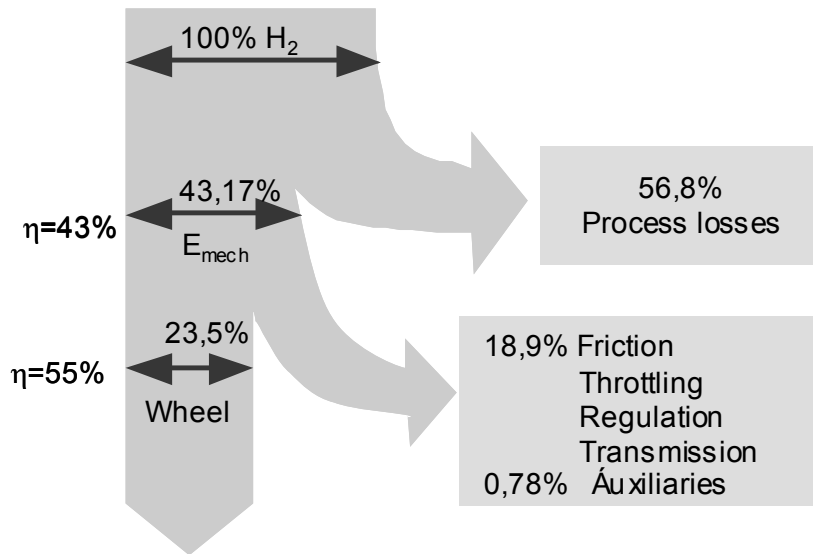 100% H₂
43,17%
η=43%
E_mech
56,8%
Process losses
23,5%
η=55%
Wheel
18,9% Friction
Throttling
Regulation
Transmission
0,78% Áuxiliaries